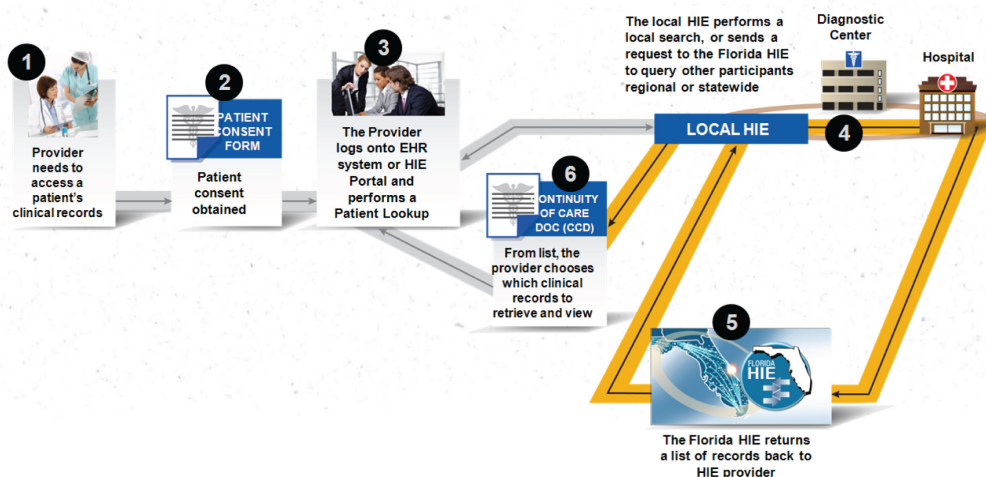 1
Provider
needs to
access a
patient's
clinical records
2
PATIENT
CONSENT
FORM
Patient
consent
obtained
3
The Provider
logs onto EHR
system or HIE
Portal and
performs a
Patient Lookup
The local HIE performs a
local search, or sends a
request to the Florida HIE
to query other participants
regional or statewide
Diagnostic
Center
Hospital
LOCAL HIE
4
5
FLORIDA
HIE
The Florida HIE returns
a list of records back to
HIE provider
6
CONTINUITY
OF CARE
DOC (CCD)
From list, the
provider chooses
which clinical
records to
retrieve and view